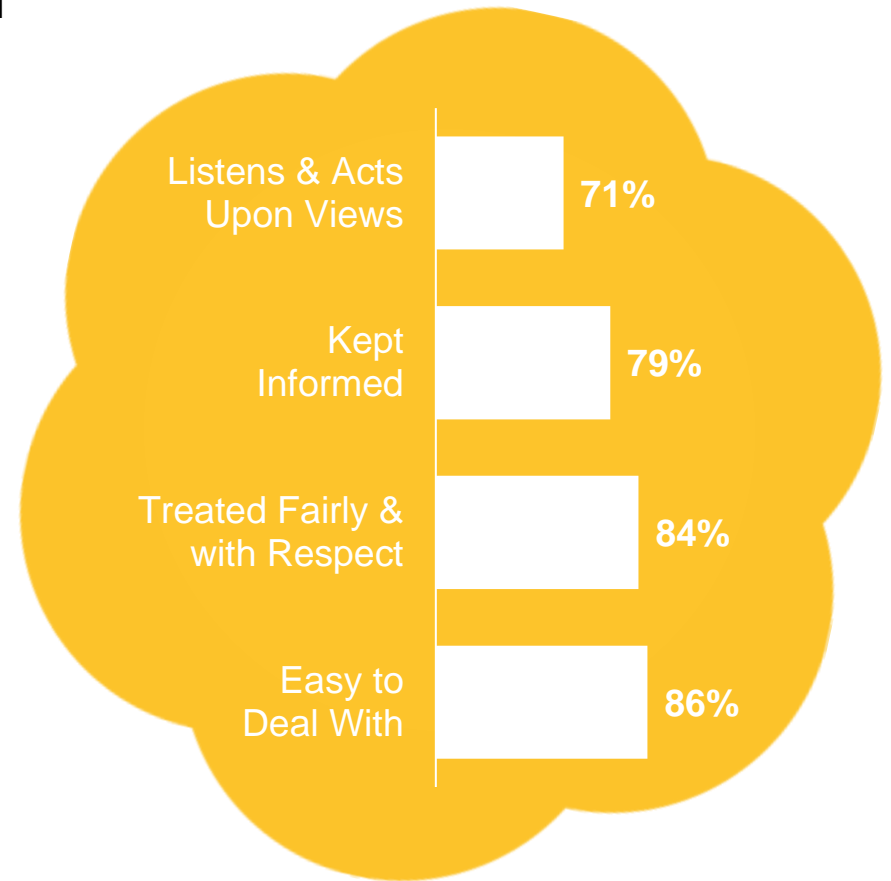 Listens & Acts
Upon Views
71%
Kept
Informed
79%
Treated Fairly &
with Respect
84%
Easy to
Deal With
86%